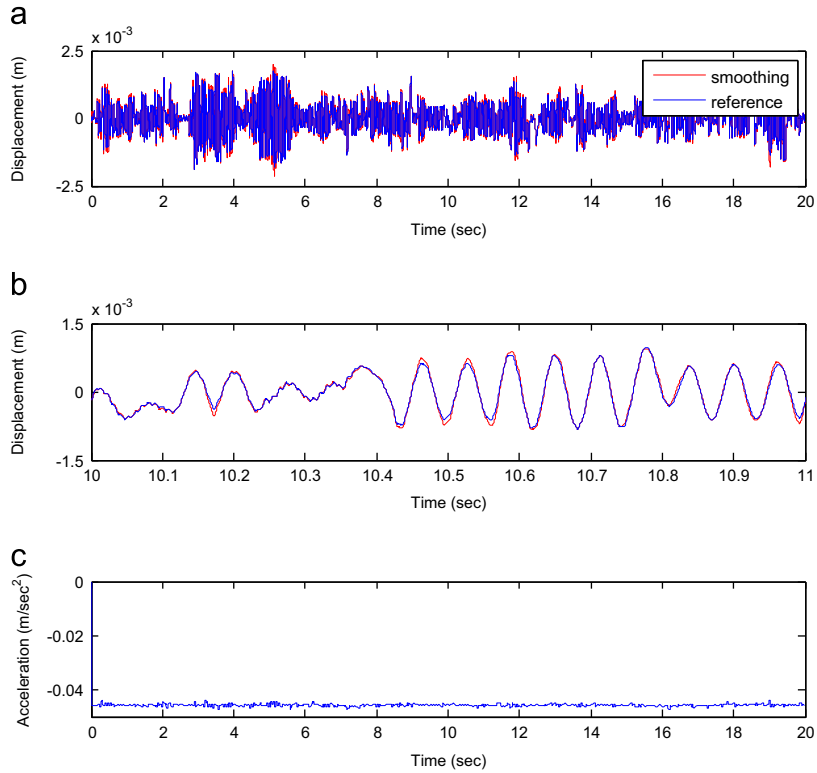 a
x 10-3
2.5
0
-2.5
Displacement (m)
smoothing
reference
0 2 4 6 8 10 12 14 16 18 20
Time (sec)
b
x 10-3
1.5
0
-1.5
Displacement (m)
10 10.1 10.2 10.3 10.4 10.5 10.6 10.7 10.8 10.9 11
Time (sec)
c
0
-0.02
-0.04
Acceleration (m/sec2)
0 2 4 6 8 10 12 14 16 18 20
Time (sec)